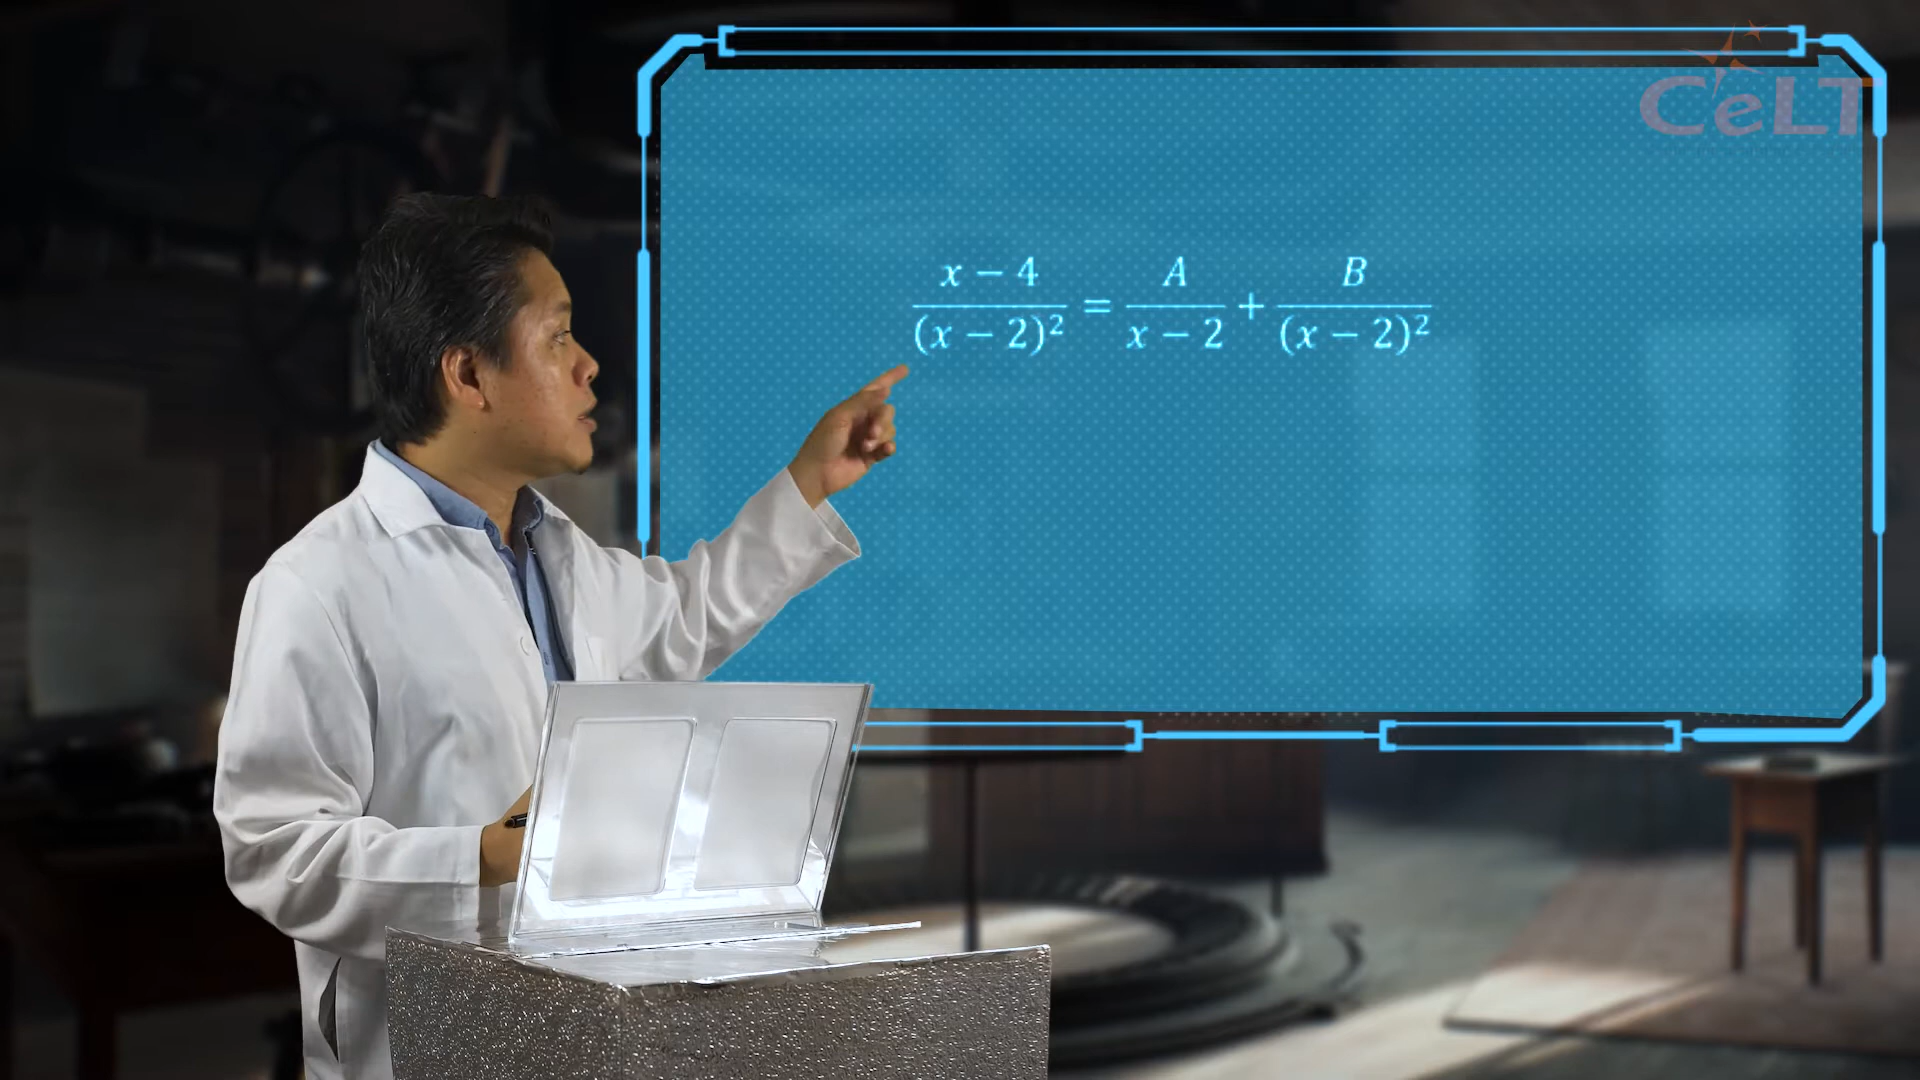 CeLT
x − 4 / (x − 2)² = A / x − 2 + B / (x − 2)²